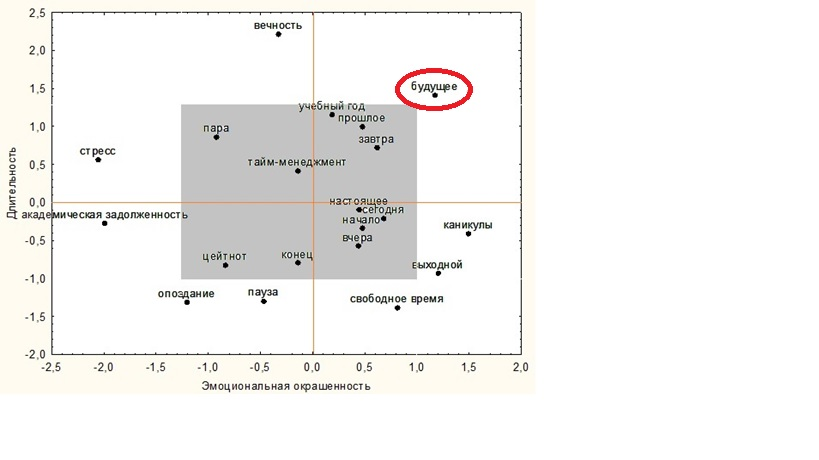 2,5
вечность
2,0
будущее
1,5
учебный год
прошлое
пара
1,0
завтра
стресс
тайм-менеджмент
0,5
Длительность
настоящее
0,0
сегодня
академическая задолженность
начало
каникулы
-0,5
вчера
цейтнот
конец
выходной
-1,0
опоздание
пауза
свободное время
-1,5
-2,0
-2,5 -2,0 -1,5 -1,0 -0,5 0,0 0,5 1,0 1,5 2,0
Эмоциональная окрашенность